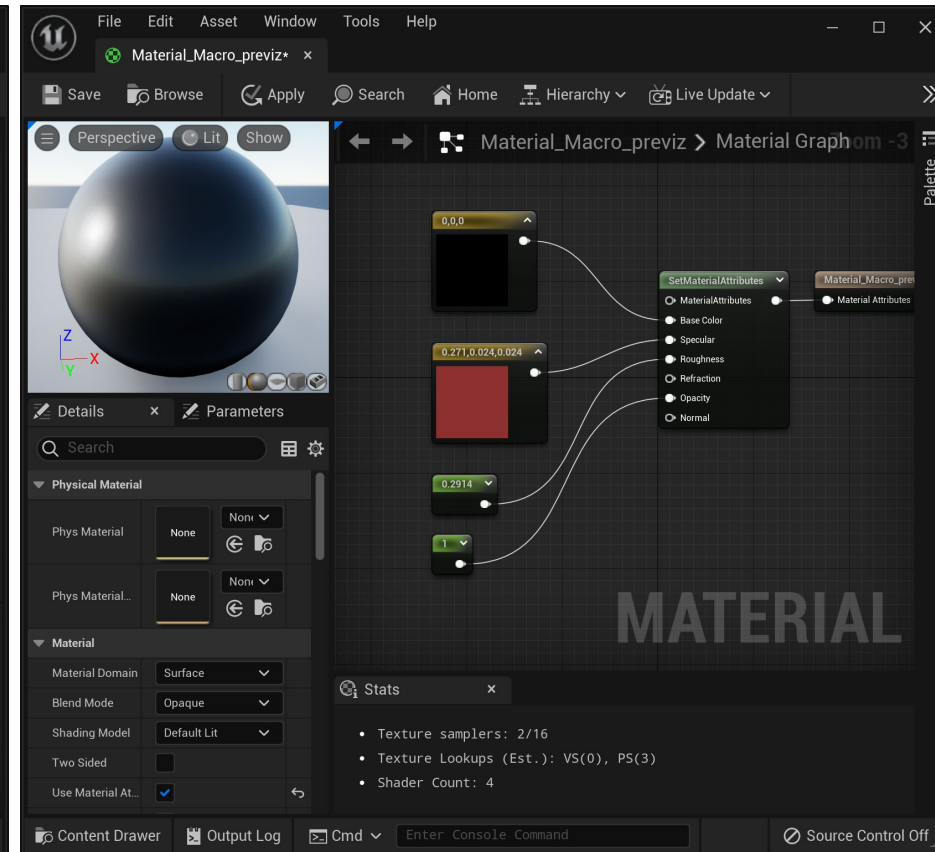 File Edit Asset Window Tools Help
Material_Macro_previz*
Save Browse Apply Search Home Hierarchy Live Update
Perspective Lit Show
Material_Macro_previz Material Graph
Zoom -3
Palette
0,0,0
SetMaterialAttributes
MaterialAttributes
Base Color
Specular
Roughness
Refraction
Opacity
Normal
Material_Macro_prev
Material Attributes
0.271,0.024,0.024
0.2914
1
MATERIAL
Z
X
Y
Details Parameters
Search
Physical Material
Phys Material None
None
Phys Material... None
None
Material
Material Domain Surface
Blend Mode Opaque
Shading Model Default Lit
Two Sided
Use Material At...
Stats
Texture samplers: 2/16
Texture Lookups (Est.): VS(0), PS(3)
Shader Count: 4
Content Drawer Output Log Cmd Enter Console Command Source Control Off